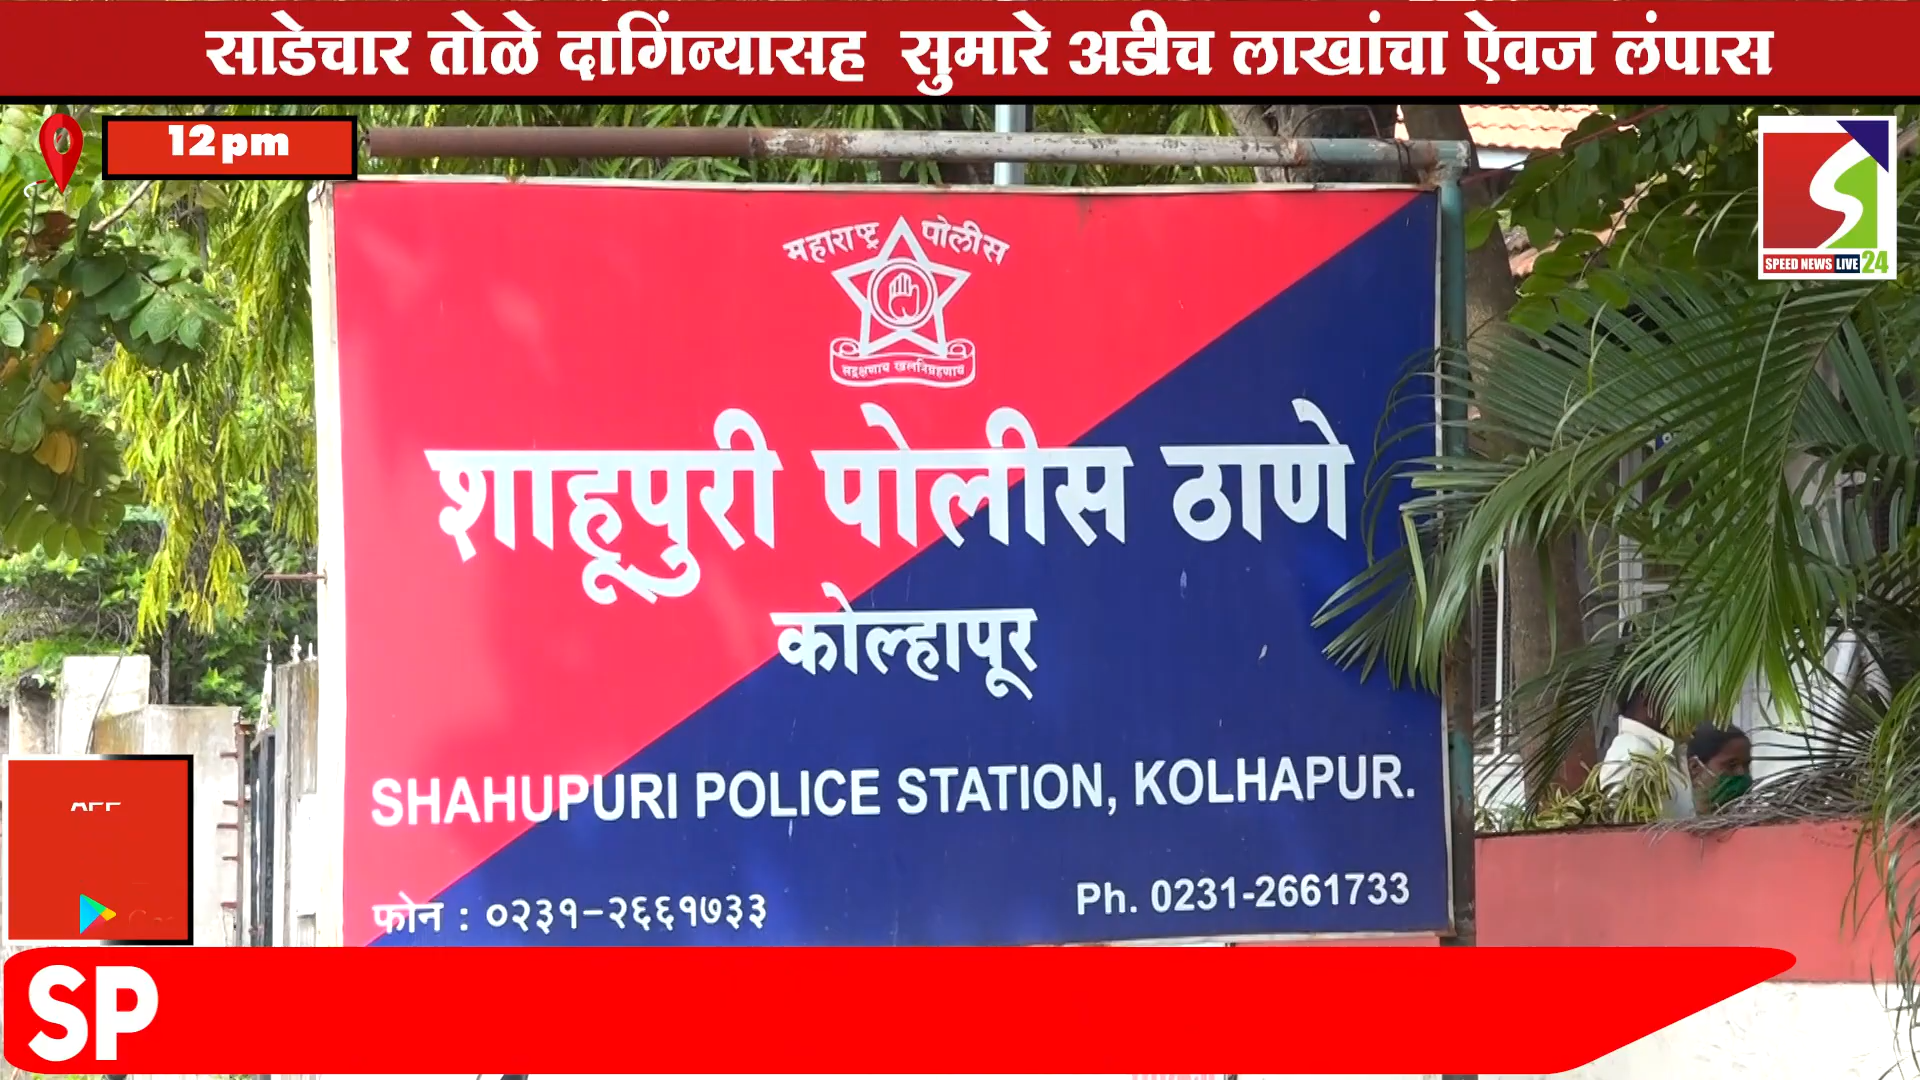 साडेचार तोळे दागिंन्यासह सुमारे अडीच लाखांचा ऐवज लंपास
12pm
SPEED NEWS LIVE 24
महाराष्ट्र पोलीस
सद्रक्षणाय खलनिग्रहणाय
शाहूपुरी पोलीस ठाणे
कोल्हापूर
SHAHUPURI POLICE STATION, KOLHAPUR.
फोन : ०२३१-२६६१७३३
Ph. 0231-2661733
SP